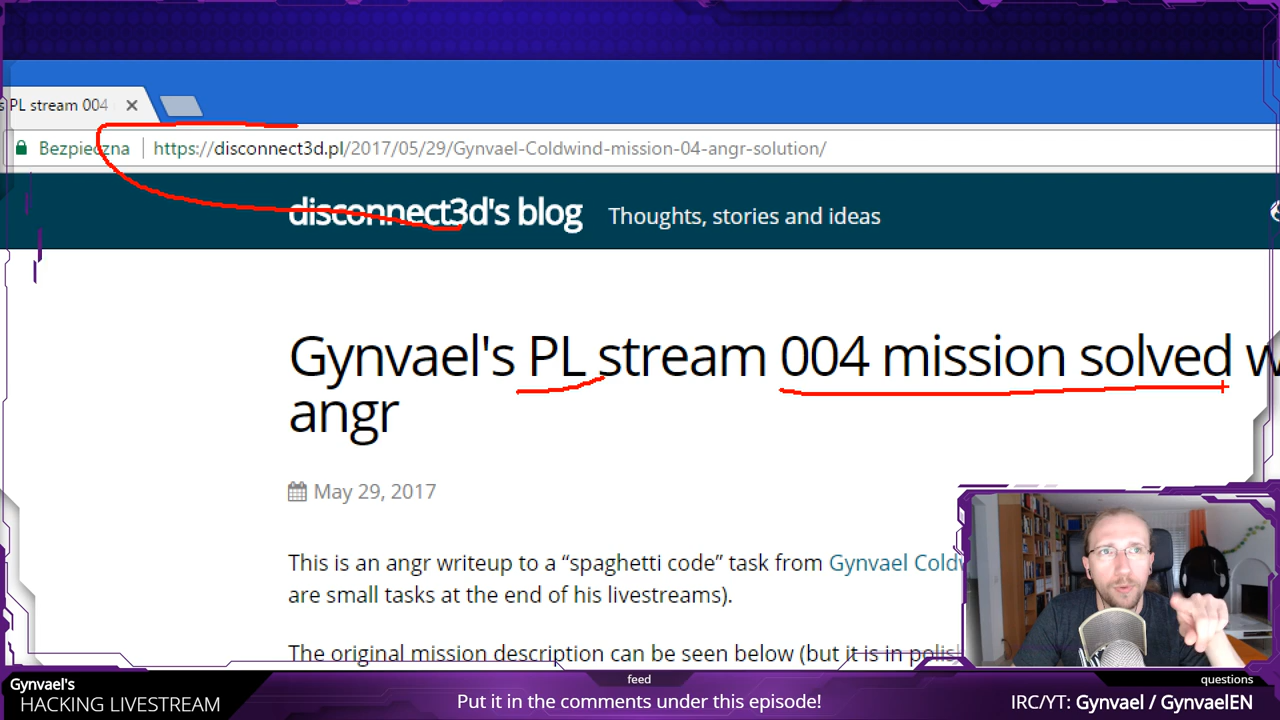 s PL stream 004
Bezpieczna https://disconnect3d.pl/2017/05/29/Gynvael-Coldwind-mission-04-angr-solution/
disconnect3d's blog Thoughts, stories and ideas
Gynvael's PL stream 004 mission solved w
angr
May 29, 2017
This is an angr writeup to a “spaghetti code” task from Gynvael Coldw
are small tasks at the end of his livestreams).
The original mission description can be seen below (but it is in polis
Gynvael's
HACKING LIVESTREAM
feed
Put it in the comments under this episode!
questions
IRC/YT: Gynvael / GynvaelEN